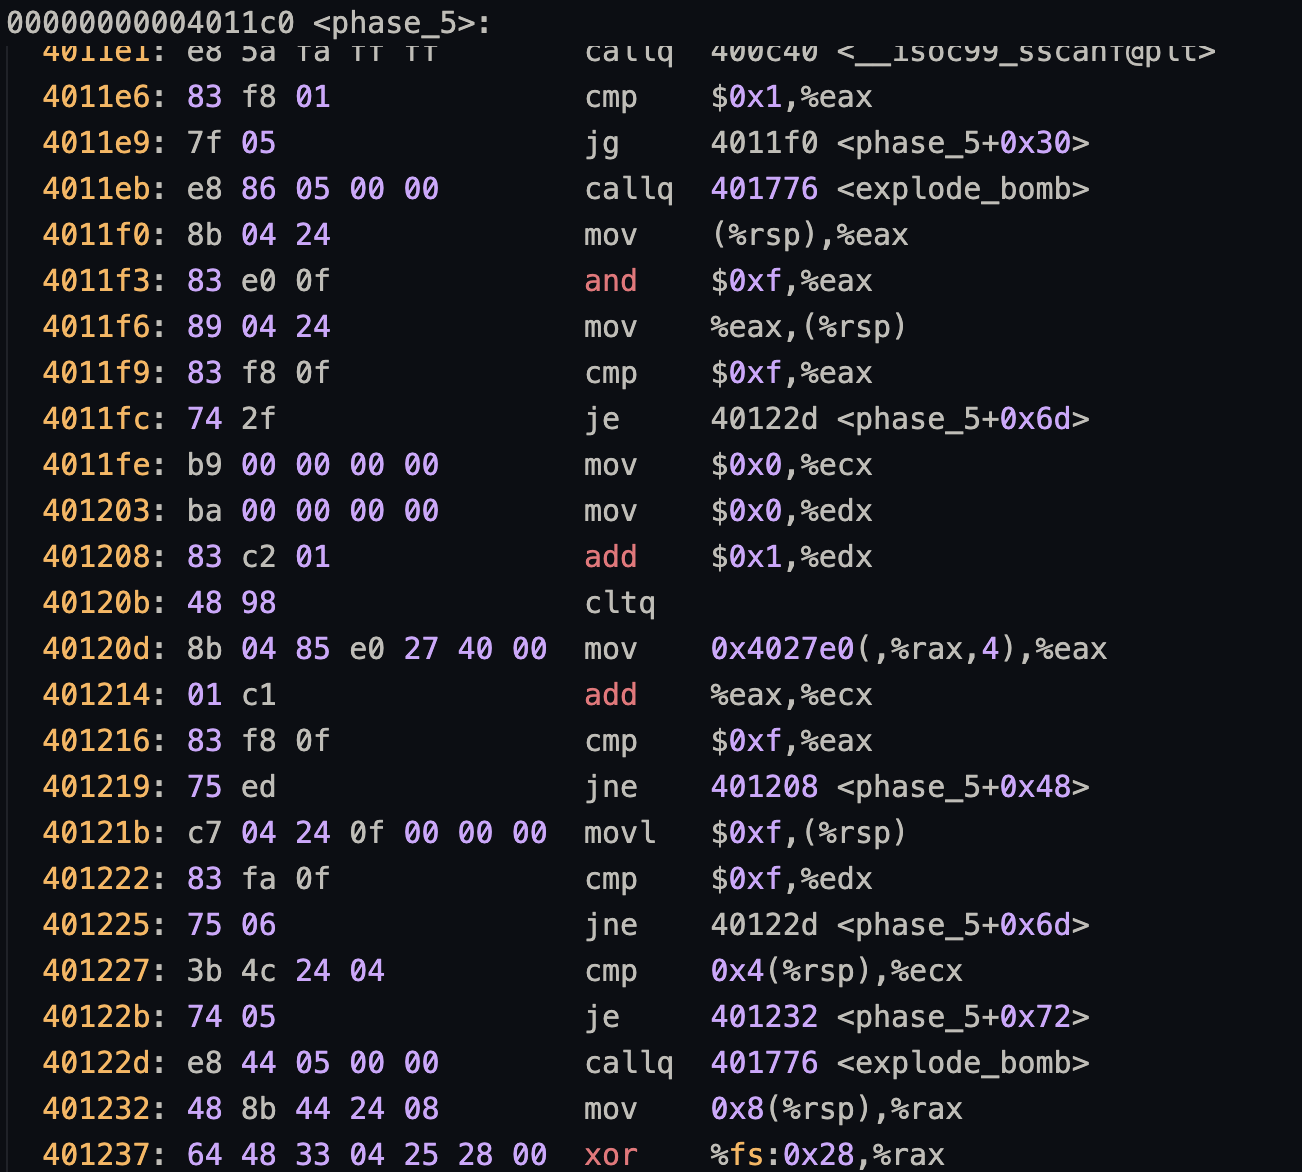 00000000004011c0 <phase_5>:
4011e1: e8 5a fa ff ff callq 400c40 <__isoc99_sscanf@plt>
4011e6: 83 f8 01 cmp $0x1,%eax
4011e9: 7f 05 jg 4011f0 <phase_5+0x30>
4011eb: e8 86 05 00 00 callq 401776 <explode_bomb>
4011f0: 8b 04 24 mov (%rsp),%eax
4011f3: 83 e0 0f and $0xf,%eax
4011f6: 89 04 24 mov %eax,(%rsp)
4011f9: 83 f8 0f cmp $0xf,%eax
4011fc: 74 2f je 40122d <phase_5+0x6d>
4011fe: b9 00 00 00 00 mov $0x0,%ecx
401203: ba 00 00 00 00 mov $0x0,%edx
401208: 83 c2 01 add $0x1,%edx
40120b: 48 98 cltq
40120d: 8b 04 85 e0 27 40 00 mov 0x4027e0(,%rax,4),%eax
401214: 01 c1 add %eax,%ecx
401216: 83 f8 0f cmp $0xf,%eax
401219: 75 ed jne 401208 <phase_5+0x48>
40121b: c7 04 24 0f 00 00 00 movl $0xf,(%rsp)
401222: 83 fa 0f cmp $0xf,%edx
401225: 75 06 jne 40122d <phase_5+0x6d>
401227: 3b 4c 24 04 cmp 0x4(%rsp),%ecx
40122b: 74 05 je 401232 <phase_5+0x72>
40122d: e8 44 05 00 00 callq 401776 <explode_bomb>
401232: 48 8b 44 24 08 mov 0x8(%rsp),%rax
401237: 64 48 33 04 25 28 00 xor %fs:0x28,%rax